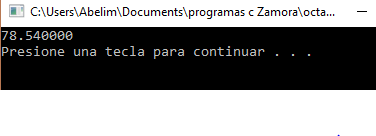 C:\Users\Abelim\Documents\programas c Zamora\octa...
78.540000
Presione una tecla para continuar . . .